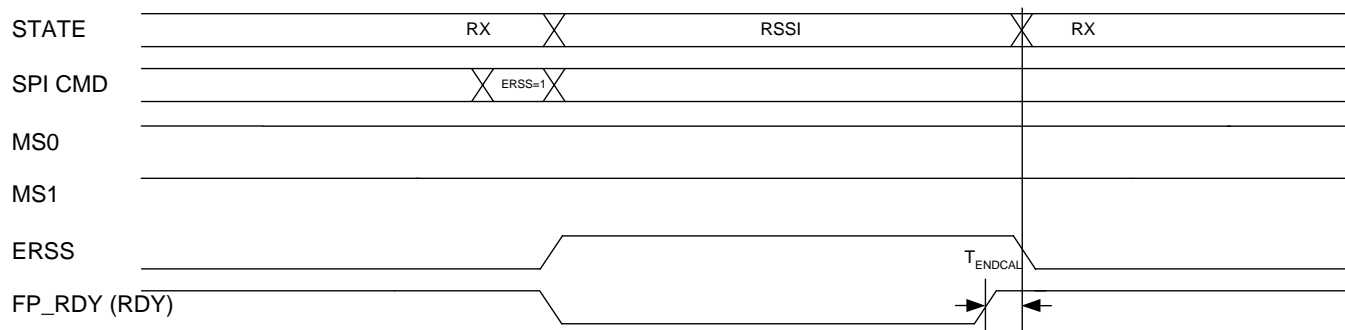 STATE RX RSSI RX
SPI CMD ERSS=1
MS0
MS1
ERSS
TENDCAL
FP_RDY (RDY)